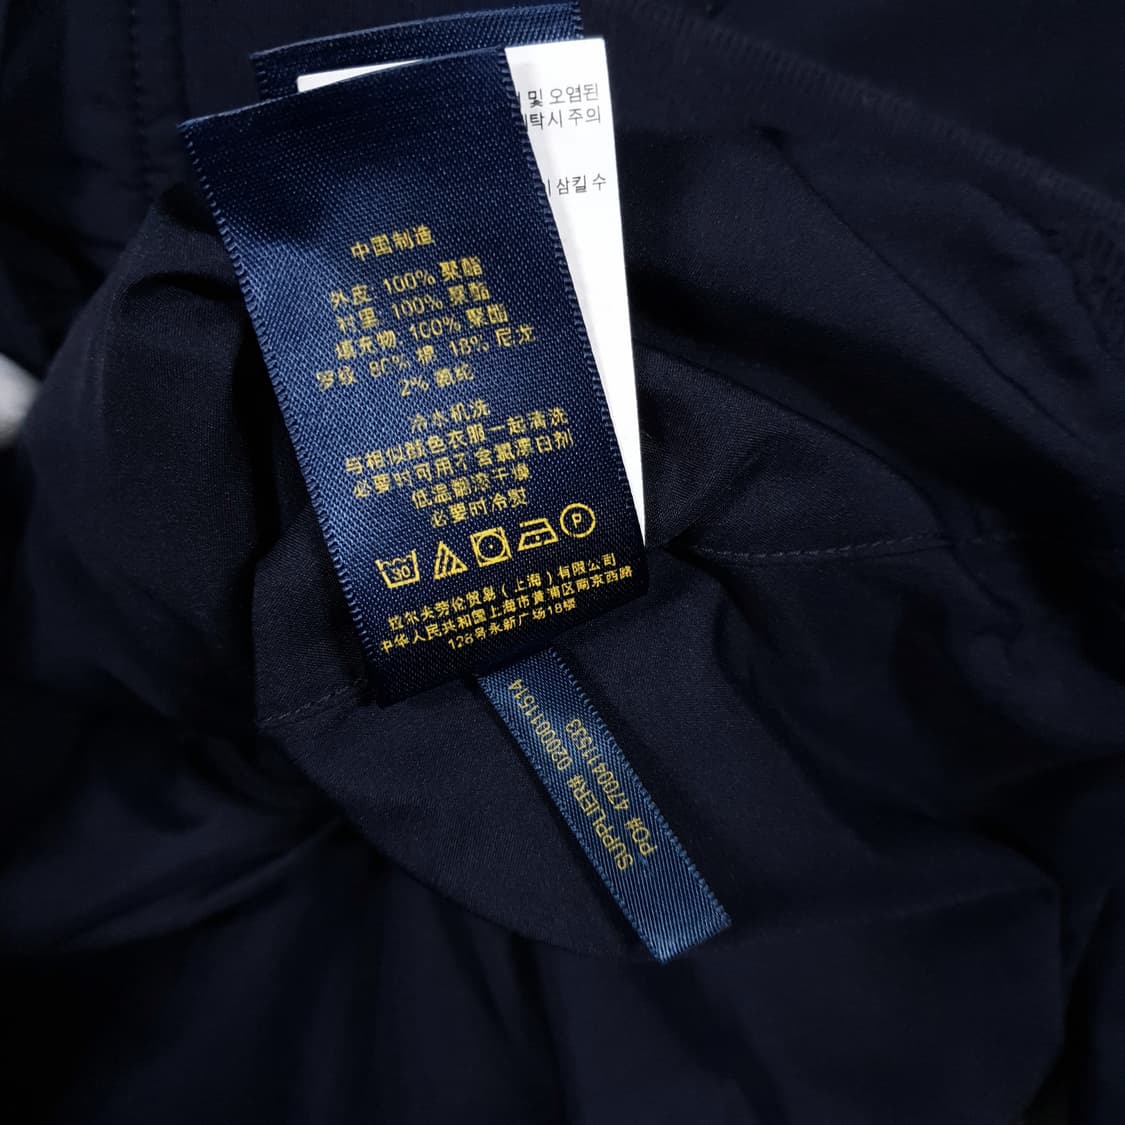 및 오염된
탁시 주의
삼킬 수
中国制造
外皮 100% 聚酯
衬里 100% 聚酯
填充物 100% 聚酯
罗纹 80% 棉 18% 尼龙
2% 氨纶
冷水机洗
与相似颜色衣服一起清洗
必要时可用不含氯漂白剂
低温翻滚干燥
必要时冷熨
30
P
拉尔夫劳伦贸易(上海)有限公司
中华人民共和国上海市黄浦区南京西路
128号永新广场18楼
SUPPLIER# 0200011514
PO# 4700411533